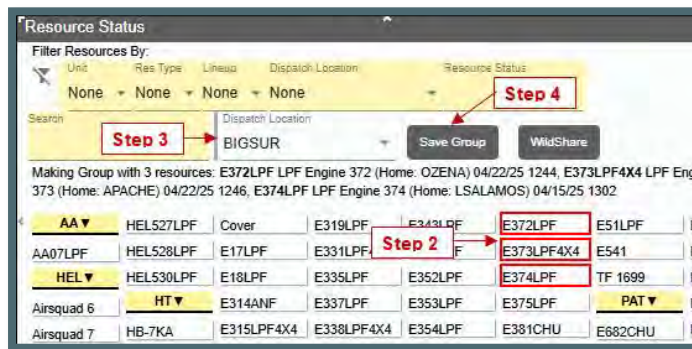 Resource Status
Filter Resources By:
Unit Res Type Lineup Dispatch Location Resource Status
None None None None
Step 4
Search Dispatch Location
Step 3 BIGSUR Save Group WildShare
Making Group with 3 resources: E372LPF LPF Engine 372 (Home: OZENA) 04/22/25 1244, E373LPF4X4 LPF Eng
373 (Home: APACHE) 04/22/25 1246, E374LPF LPF Engine 374 (Home: LSALAMOS) 04/15/25 1302
AA▼ HEL527LPF Cover E319LPF E343LPF E372LPF E51LPF
AA07LPF HEL528LPF E17LPF E331LPF Step 2 E373LPF4X4 E541
HEL▼ HEL530LPF E18LPF E335LPF E352LPF E374LPF TF 1699
Airsquad 6 HT▼ E314ANF E337LPF E353LPF E375LPF PAT▼
Airsquad 7 HB-7KA E315LPF4X4 E338LPF4X4 E354LPF E381CHU E682CHU